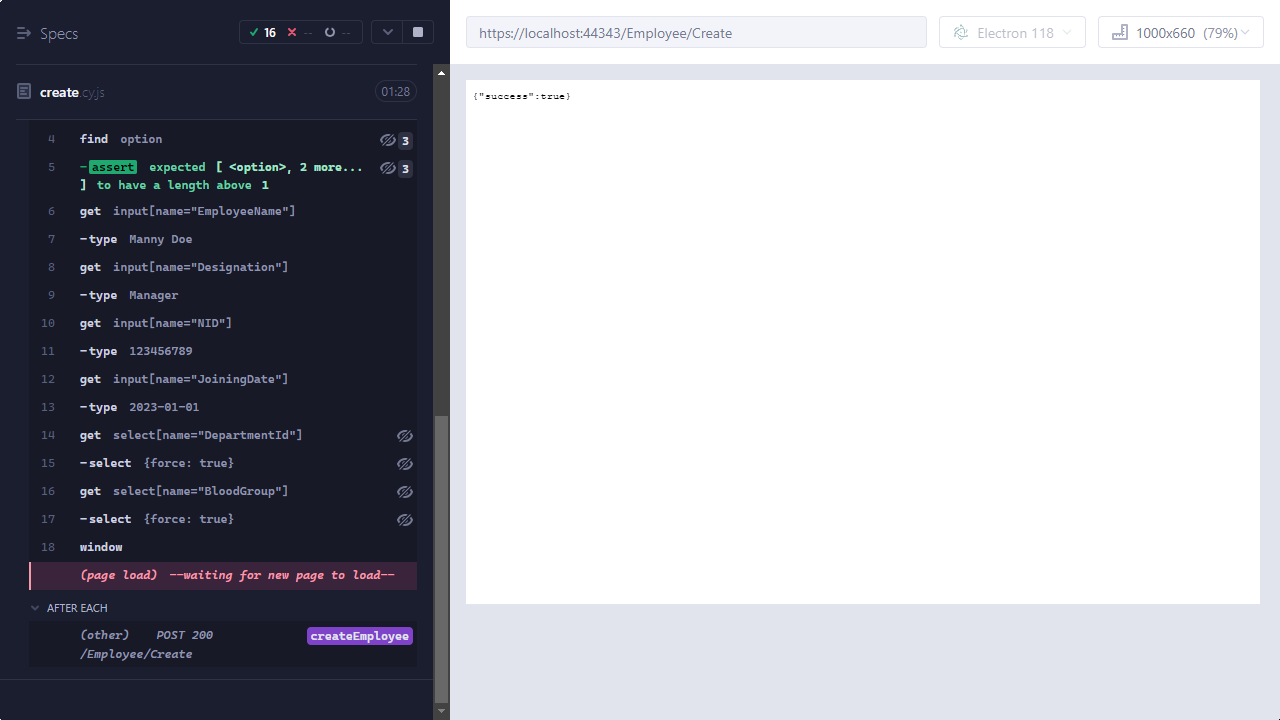 Specs
16
--
--
https://localhost:44343/Employee/Create
Electron 118
1000x660 (79%)
create.cy.js
01:28
{"success":true}
4 find option 3
5 -assert expected [ <option>, 2 more... 3
] to have a length above 1
6 get input[name="EmployeeName"]
7 -type Manny Doe
8 get input[name="Designation"]
9 -type Manager
10 get input[name="NID"]
11 -type 123456789
12 get input[name="JoiningDate"]
13 -type 2023-01-01
14 get select[name="DepartmentId"]
15 -select {force: true}
16 get select[name="BloodGroup"]
17 -select {force: true}
18 window
(page load) --waiting for new page to load--
AFTER EACH
(other) POST 200 createEmployee
/Employee/Create